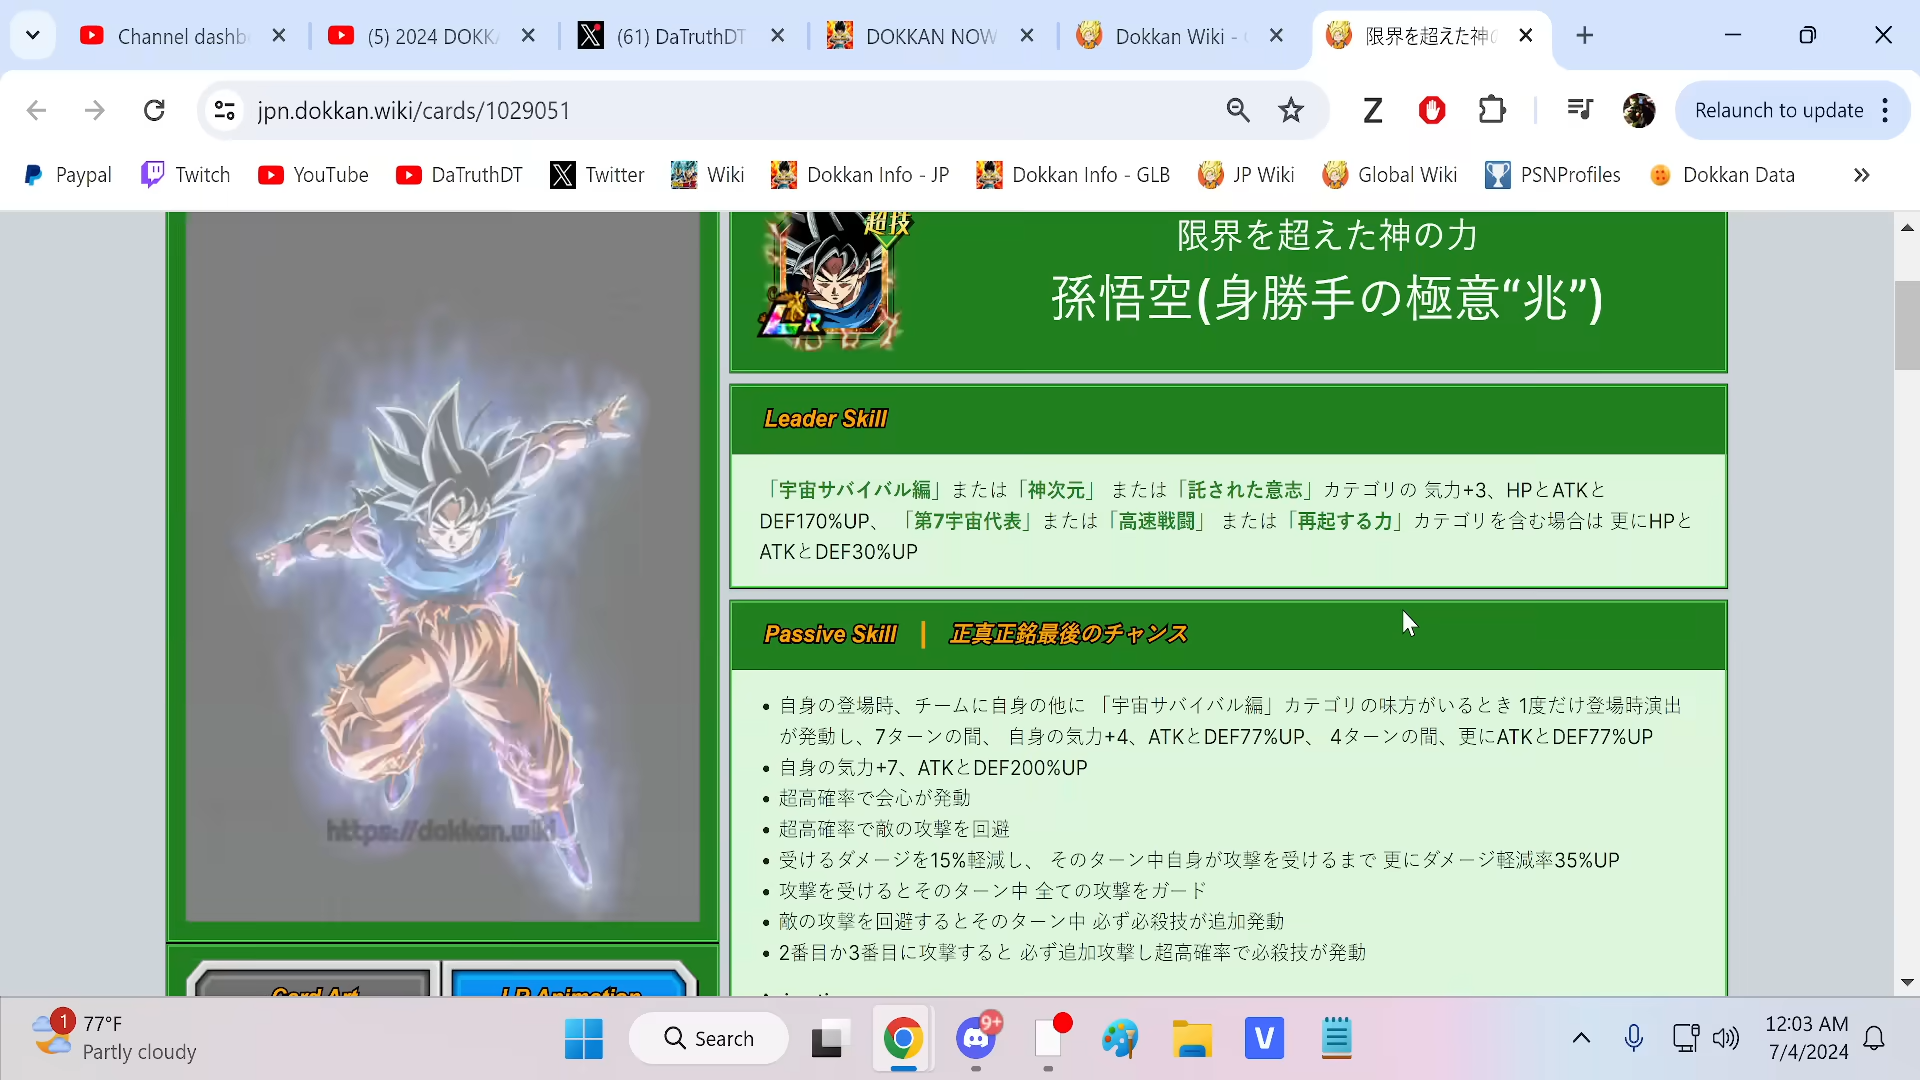 Channel dashb
(5) 2024 DOKKA
(61) DaTruthDT
DOKKAN NOW
Dokkan Wiki -
限界を超えた神の
jpn.dokkan.wiki/cards/1029051
Z
Relaunch to update
Paypal
Twitch
YouTube
DaTruthDT
Twitter
Wiki
Dokkan Info - JP
Dokkan Info - GLB
JP Wiki
Global Wiki
PSNProfiles
Dokkan Data
»
超技
LR
限界を超えた神の力
孫悟空(身勝手の極意“兆”)
Leader Skill
「宇宙サバイバル編」または「神次元」 または「託された意志」カテゴリの 気力+3、HPとATKと
DEF170%UP、 「第7宇宙代表」または「高速戦闘」 または「再起する力」カテゴリを含む場合は 更にHPと
ATKとDEF30%UP
Passive Skill | 正真正銘最後のチャンス
• 自身の登場時、チームに自身の他に 「宇宙サバイバル編」カテゴリの味方がいるとき 1度だけ登場時演出
が発動し、7ターンの間、 自身の気力+4、ATKとDEF77%UP、 4ターンの間、更にATKとDEF77%UP
• 自身の気力+7、ATKとDEF200%UP
• 超高確率で会心が発動
• 超高確率で敵の攻撃を回避
• 受けるダメージを15%軽減し、 そのターン中自身が攻撃を受けるまで 更にダメージ軽減率35%UP
• 攻撃を受けるとそのターン中 全ての攻撃をガード
• 敵の攻撃を回避するとそのターン中 必ず必殺技が追加発動
• 2番目か3番目に攻撃すると 必ず追加攻撃し超高確率で必殺技が発動
https://dokkan.wiki
Card Art
LR Animation
1
77°F
Partly cloudy
Search
9+
V
12:03 AM
7/4/2024